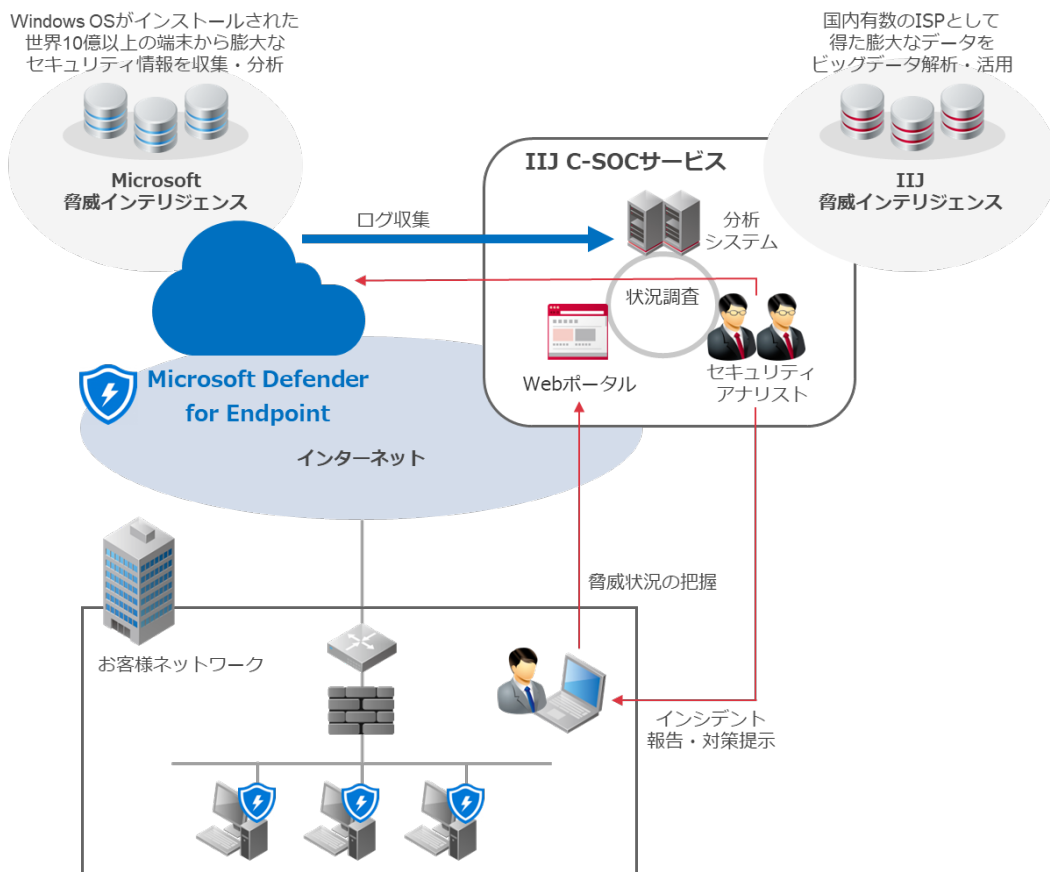 Windows OSがインストールされた
世界10億以上の端末から膨大な
セキュリティ情報を収集・分析
国内有数のISPとして
得た膨大なデータを
ビッグデータ解析・活用
Microsoft
脅威インテリジェンス
IIJ C-SOCサービス
IIJ
脅威インテリジェンス
ログ収集
分析
システム
状況調査
Webポータル
セキュリティ
アナリスト
Microsoft Defender
for Endpoint
インターネット
脅威状況の把握
お客様ネットワーク
インシデント
報告・対策提示